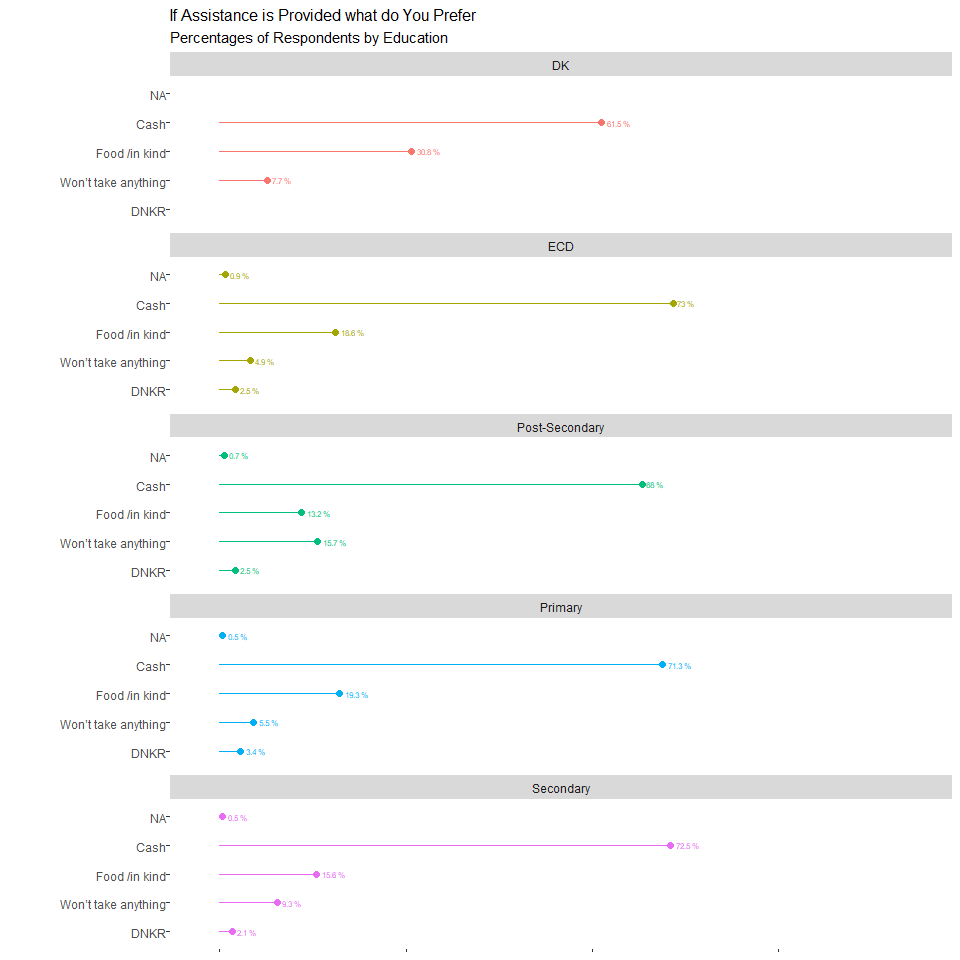 If Assistance is Provided what do You Prefer
Percentages of Respondents by Education
DK
NA
Cash 61.5 %
Food /in kind 30.8 %
Won't take anything 7.7 %
DNKR
ECD
NA 0.9 %
Cash 73 %
Food /in kind 18.6 %
Won't take anything 4.9 %
DNKR 2.5 %
Post-Secondary
NA 0.7 %
Cash 68 %
Food /in kind 13.2 %
Won't take anything 15.7 %
DNKR 2.5 %
Primary
NA 0.5 %
Cash 71.3 %
Food /in kind 19.3 %
Won't take anything 5.5 %
DNKR 3.4 %
Secondary
NA 0.5 %
Cash 72.5 %
Food /in kind 15.6 %
Won't take anything 9.3 %
DNKR 2.1 %